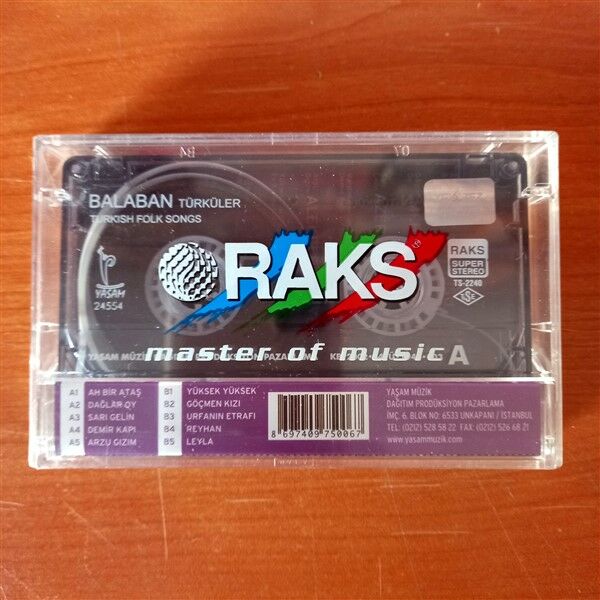 BALABAN TÜRKÜLER
TURKISH FOLK SONGS
YAŞAM
24554
RAKS®
master of music A
RAKS
SUPER
STEREO
TS-2240
TSE
YAŞAM MÜZİK
A1 AH BİR ATAŞ
A2 DAĞLAR OY
A3 SARI GELİN
A4 DEMİR KAPI
A5 ARZU GIZIM
B1 YÜKSEK YÜKSEK
B2 GÖÇMEN KIZI
B3 URFANIN ETRAFI
B4 REYHAN
B5 LEYLA
8 697409 750067
YAŞAM MÜZİK
DAĞITIM PRODÜKSİYON PAZARLAMA
İMÇ, 6. BLOK NO: 6533 UNKAPANI / İSTANBUL
TEL: (0212) 528 58 22 FAX: (0212) 526 68 21
www.yasammuzik.com